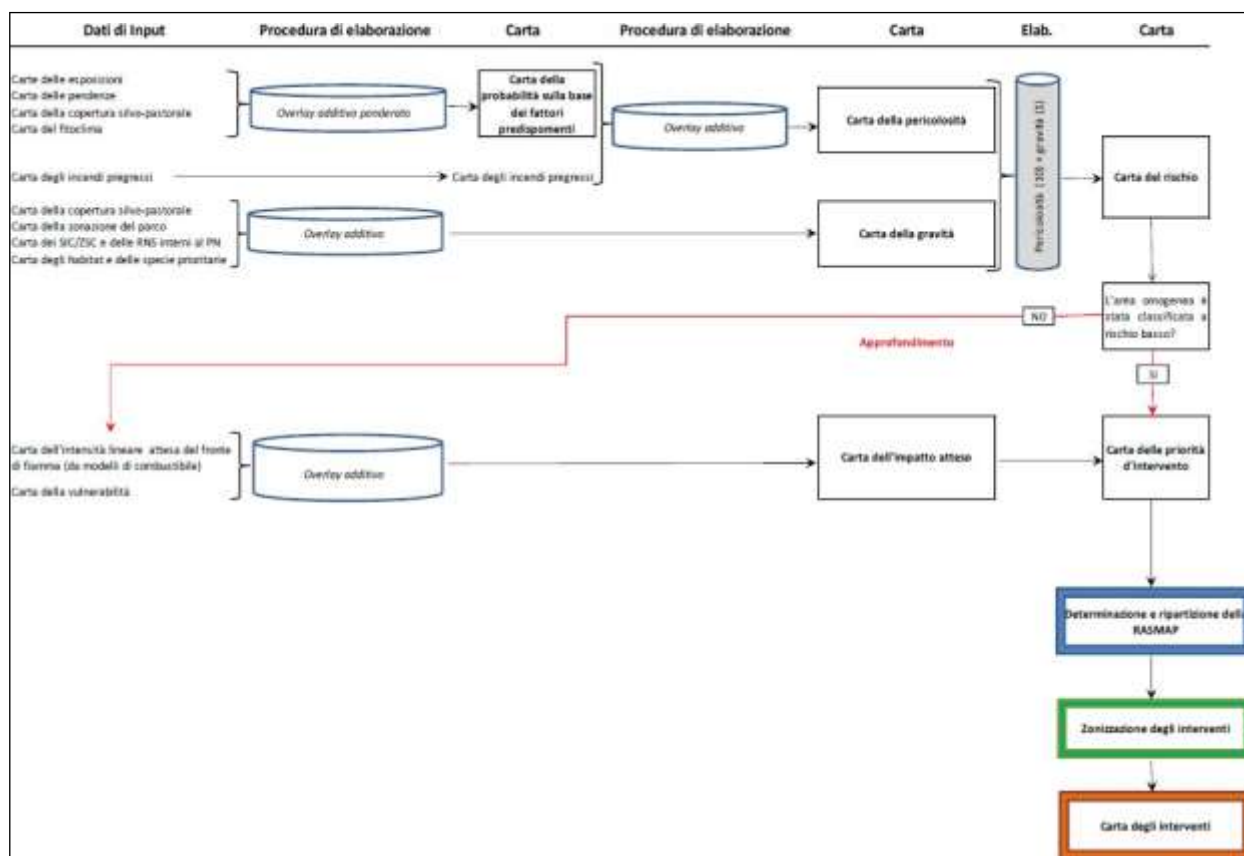 Dati di Input
Procedura di elaborazione
Carta
Procedura di elaborazione
Carta
Elab.
Carta
Carte delle esposizioni
Carta delle pendenze
Carta della copertura silvo-pastorale
Carta del fitoclima
Overlay additivo ponderato
Carta della
probabilità sulla base
dei fattori
predisponenti
Overlay additivo
Carta della pericolosità
Carta degli incendi pregressi
Carta degli incendi pregressi
Pericolosità (10) + gravità (1)
Carta del rischio
Carta della copertura silvo-pastorale
Carta della zonazione del parco
Carta dei SIC/ZSC e delle RNS interni al PN
Carta degli habitat e delle specie prioritarie
Overlay additivo
Carta della gravità
L'area omogenea è
stata classificata a
rischio basso?
NO
Approfondimento
SI
Carta dell'intensità lineare attesa del fronte
di fiamma (da modelli di combustibile)
Carta della vulnerabilità
Overlay additivo
Carta dell'impatto atteso
Carta delle priorità
d'intervento
Determinazione e ripartizione della
RASMAP
Zonizzazione degli interventi
Carta degli interventi